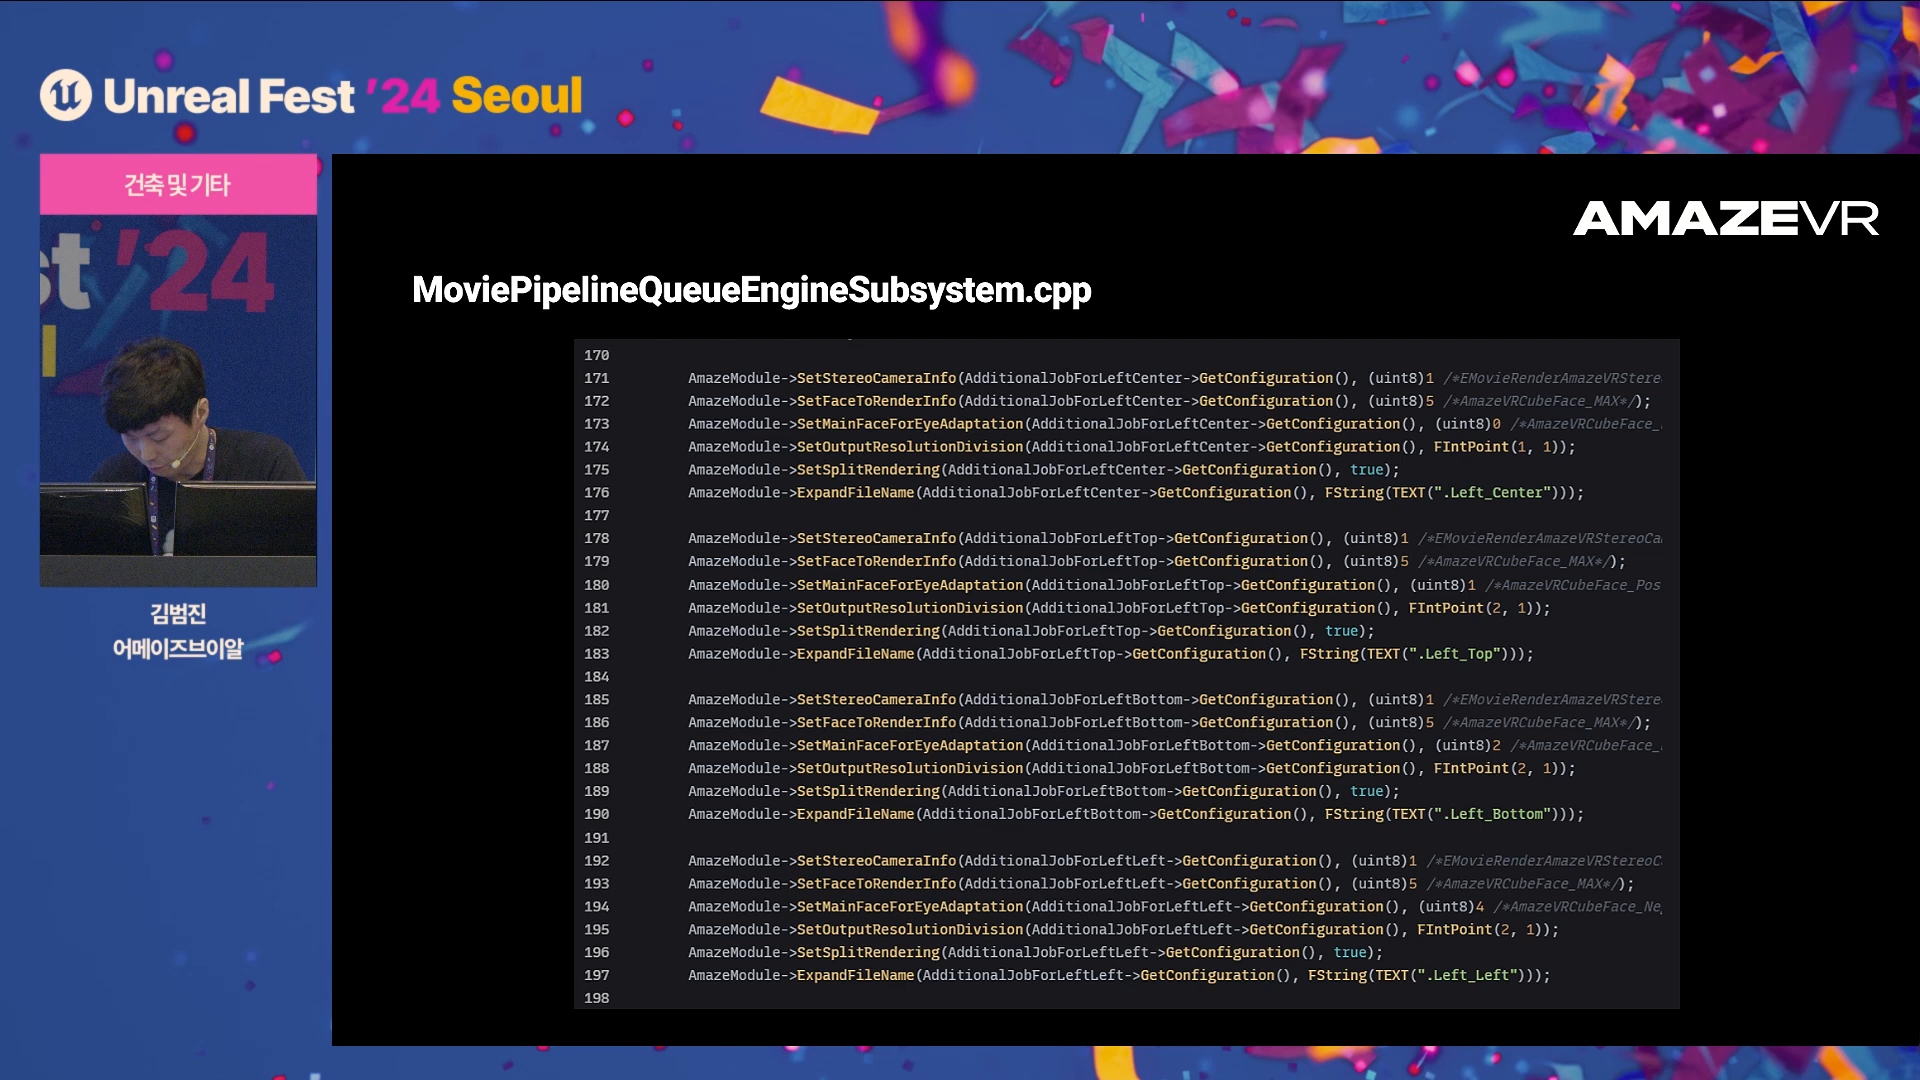 Unreal Fest '24 Seoul
건축 및 기타
st '24
김범진
어메이즈브이알
AMAZEVR
MoviePipelineQueueEngineSubsystem.cpp
170
171 AmazeModule->SetStereoCameraInfo(AdditionalJobForLeftCenter->GetConfiguration(), (uint8)1 /*EMovieRenderAmazeVRStere
172 AmazeModule->SetFaceToRenderInfo(AdditionalJobForLeftCenter->GetConfiguration(), (uint8)5 /*AmazeVRCubeFace_MAX*/);
173 AmazeModule->SetMainFaceForEyeAdaptation(AdditionalJobForLeftCenter->GetConfiguration(), (uint8)0 /*AmazeVRCubeFace_
174 AmazeModule->SetOutputResolutionDivision(AdditionalJobForLeftCenter->GetConfiguration(), FIntPoint(1, 1));
175 AmazeModule->SetSplitRendering(AdditionalJobForLeftCenter->GetConfiguration(), true);
176 AmazeModule->ExpandFileName(AdditionalJobForLeftCenter->GetConfiguration(), FString(TEXT(".Left_Center")));
177
178 AmazeModule->SetStereoCameraInfo(AdditionalJobForLeftTop->GetConfiguration(), (uint8)1 /*EMovieRenderAmazeVRStereoCa
179 AmazeModule->SetFaceToRenderInfo(AdditionalJobForLeftTop->GetConfiguration(), (uint8)5 /*AmazeVRCubeFace_MAX*/);
180 AmazeModule->SetMainFaceForEyeAdaptation(AdditionalJobForLeftTop->GetConfiguration(), (uint8)1 /*AmazeVRCubeFace_Pos
181 AmazeModule->SetOutputResolutionDivision(AdditionalJobForLeftTop->GetConfiguration(), FIntPoint(2, 1));
182 AmazeModule->SetSplitRendering(AdditionalJobForLeftTop->GetConfiguration(), true);
183 AmazeModule->ExpandFileName(AdditionalJobForLeftTop->GetConfiguration(), FString(TEXT(".Left_Top")));
184
185 AmazeModule->SetStereoCameraInfo(AdditionalJobForLeftBottom->GetConfiguration(), (uint8)1 /*EMovieRenderAmazeVRStere
186 AmazeModule->SetFaceToRenderInfo(AdditionalJobForLeftBottom->GetConfiguration(), (uint8)5 /*AmazeVRCubeFace_MAX*/);
187 AmazeModule->SetMainFaceForEyeAdaptation(AdditionalJobForLeftBottom->GetConfiguration(), (uint8)2 /*AmazeVRCubeFace_
188 AmazeModule->SetOutputResolutionDivision(AdditionalJobForLeftBottom->GetConfiguration(), FIntPoint(2, 1));
189 AmazeModule->SetSplitRendering(AdditionalJobForLeftBottom->GetConfiguration(), true);
190 AmazeModule->ExpandFileName(AdditionalJobForLeftBottom->GetConfiguration(), FString(TEXT(".Left_Bottom")));
191
192 AmazeModule->SetStereoCameraInfo(AdditionalJobForLeftLeft->GetConfiguration(), (uint8)1 /*EMovieRenderAmazeVRStereoC
193 AmazeModule->SetFaceToRenderInfo(AdditionalJobForLeftLeft->GetConfiguration(), (uint8)5 /*AmazeVRCubeFace_MAX*/);
194 AmazeModule->SetMainFaceForEyeAdaptation(AdditionalJobForLeftLeft->GetConfiguration(), (uint8)4 /*AmazeVRCubeFace_Ne
195 AmazeModule->SetOutputResolutionDivision(AdditionalJobForLeftLeft->GetConfiguration(), FIntPoint(2, 1));
196 AmazeModule->SetSplitRendering(AdditionalJobForLeftLeft->GetConfiguration(), true);
197 AmazeModule->ExpandFileName(AdditionalJobForLeftLeft->GetConfiguration(), FString(TEXT(".Left_Left")));
198